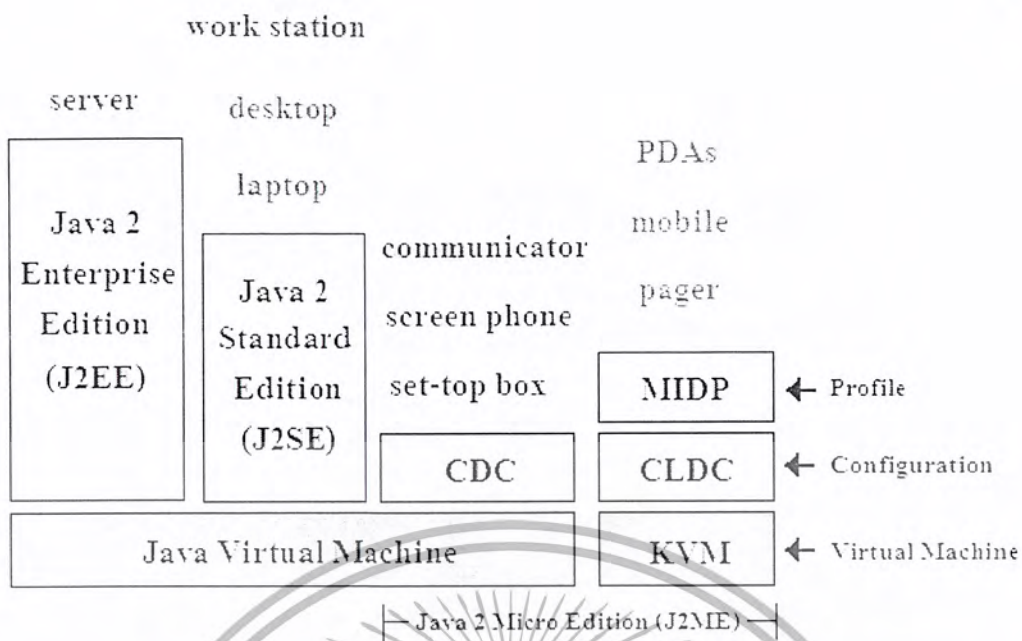 work station
server
desktop
laptop
PDAs
mobile
pager
Java 2
Enterprise
Edition
(J2EE)
Java 2
Standard
Edition
(J2SE)
communicator
screen phone
set-top box
MIDP
Profile
CDC
CLDC
Configuration
Java Virtual Machine
KVM
Virtual Machine
Java 2 Micro Edition (J2ME)